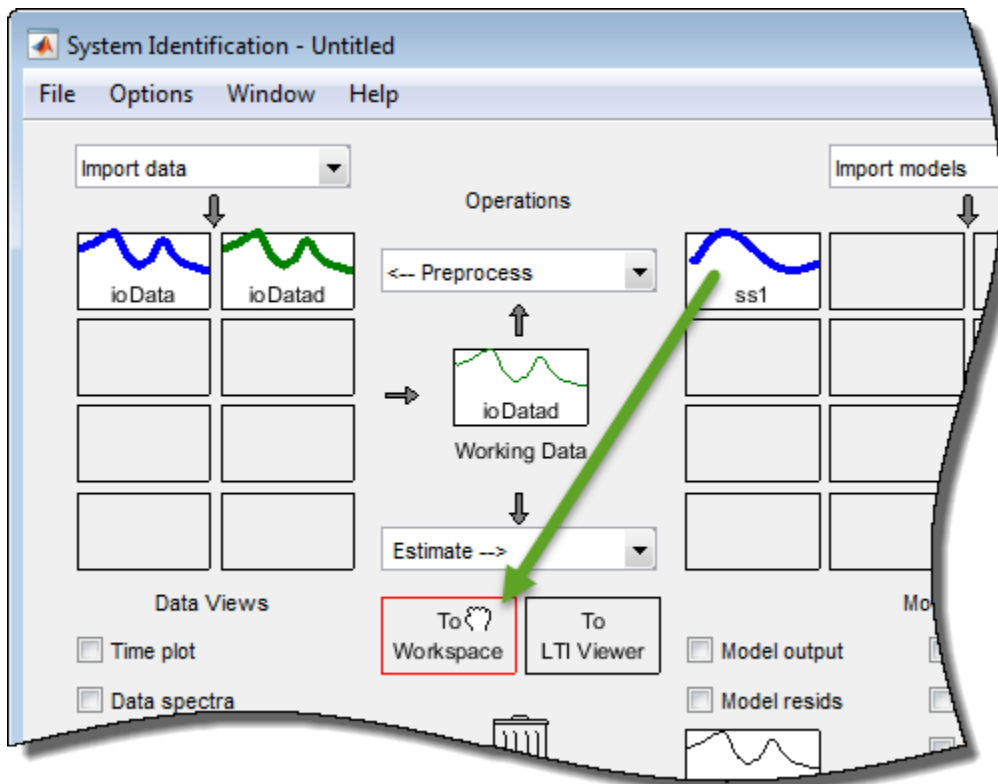 System Identification - Untitled
File Options Window Help
Import data
Import models
Operations
ioData
ioDatad
<-- Preprocess
ss1
ioDatad
Working Data
Estimate -->
Data Views
To
Workspace
To
LTI Viewer
Time plot
Model output
Data spectra
Model resids